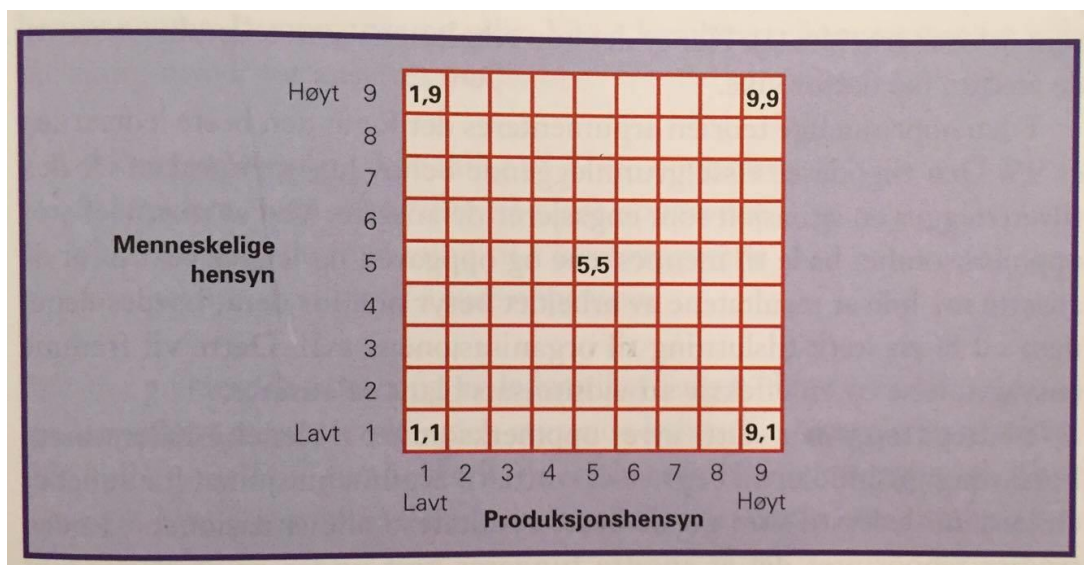 Høyt 9 1,9 9,9
8
7
6
Menneskelige
hensyn
5 5,5
4
3
2
Lavt 1 1,1 9,1
1 2 3 4 5 6 7 8 9
Lavt Høyt
Produksjonshensyn